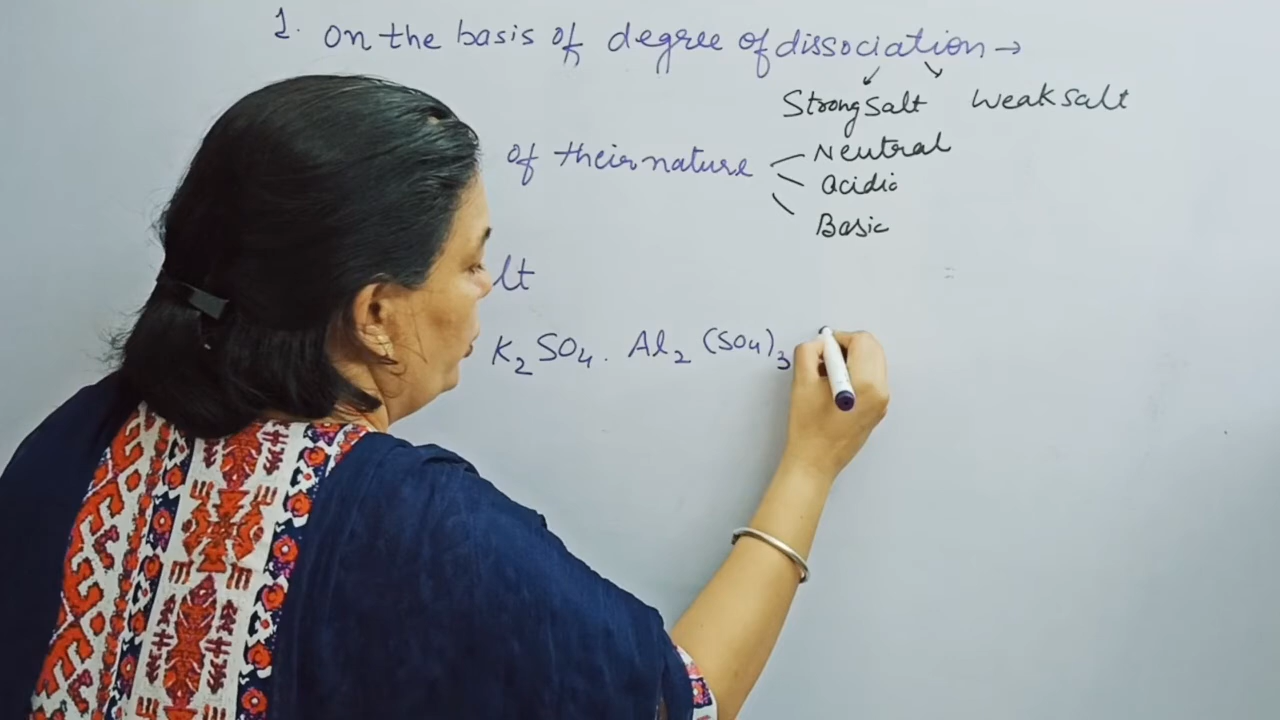 1. on the basis of degree of dissociation →
Strong salt Weak salt
of their nature Neutral
acidic
Basic
lt
K₂SO₄. Al₂ (SO₄)₃